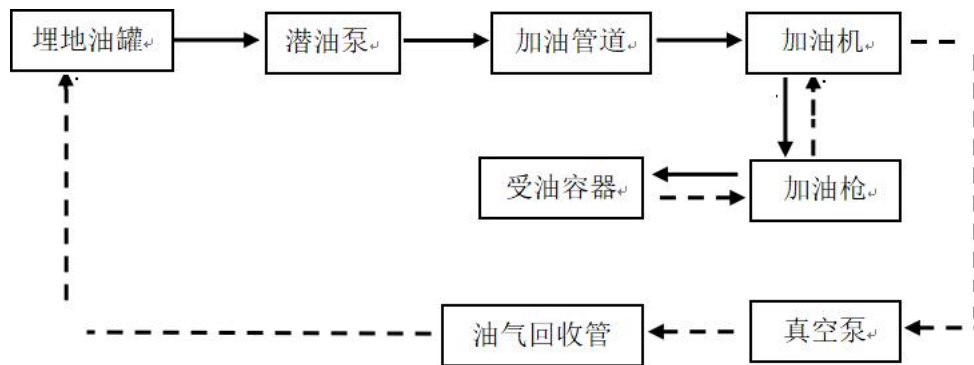 埋地油罐
潜油泵
加油管道
加油机
受油容器
加油枪
油气回收管
真空泵